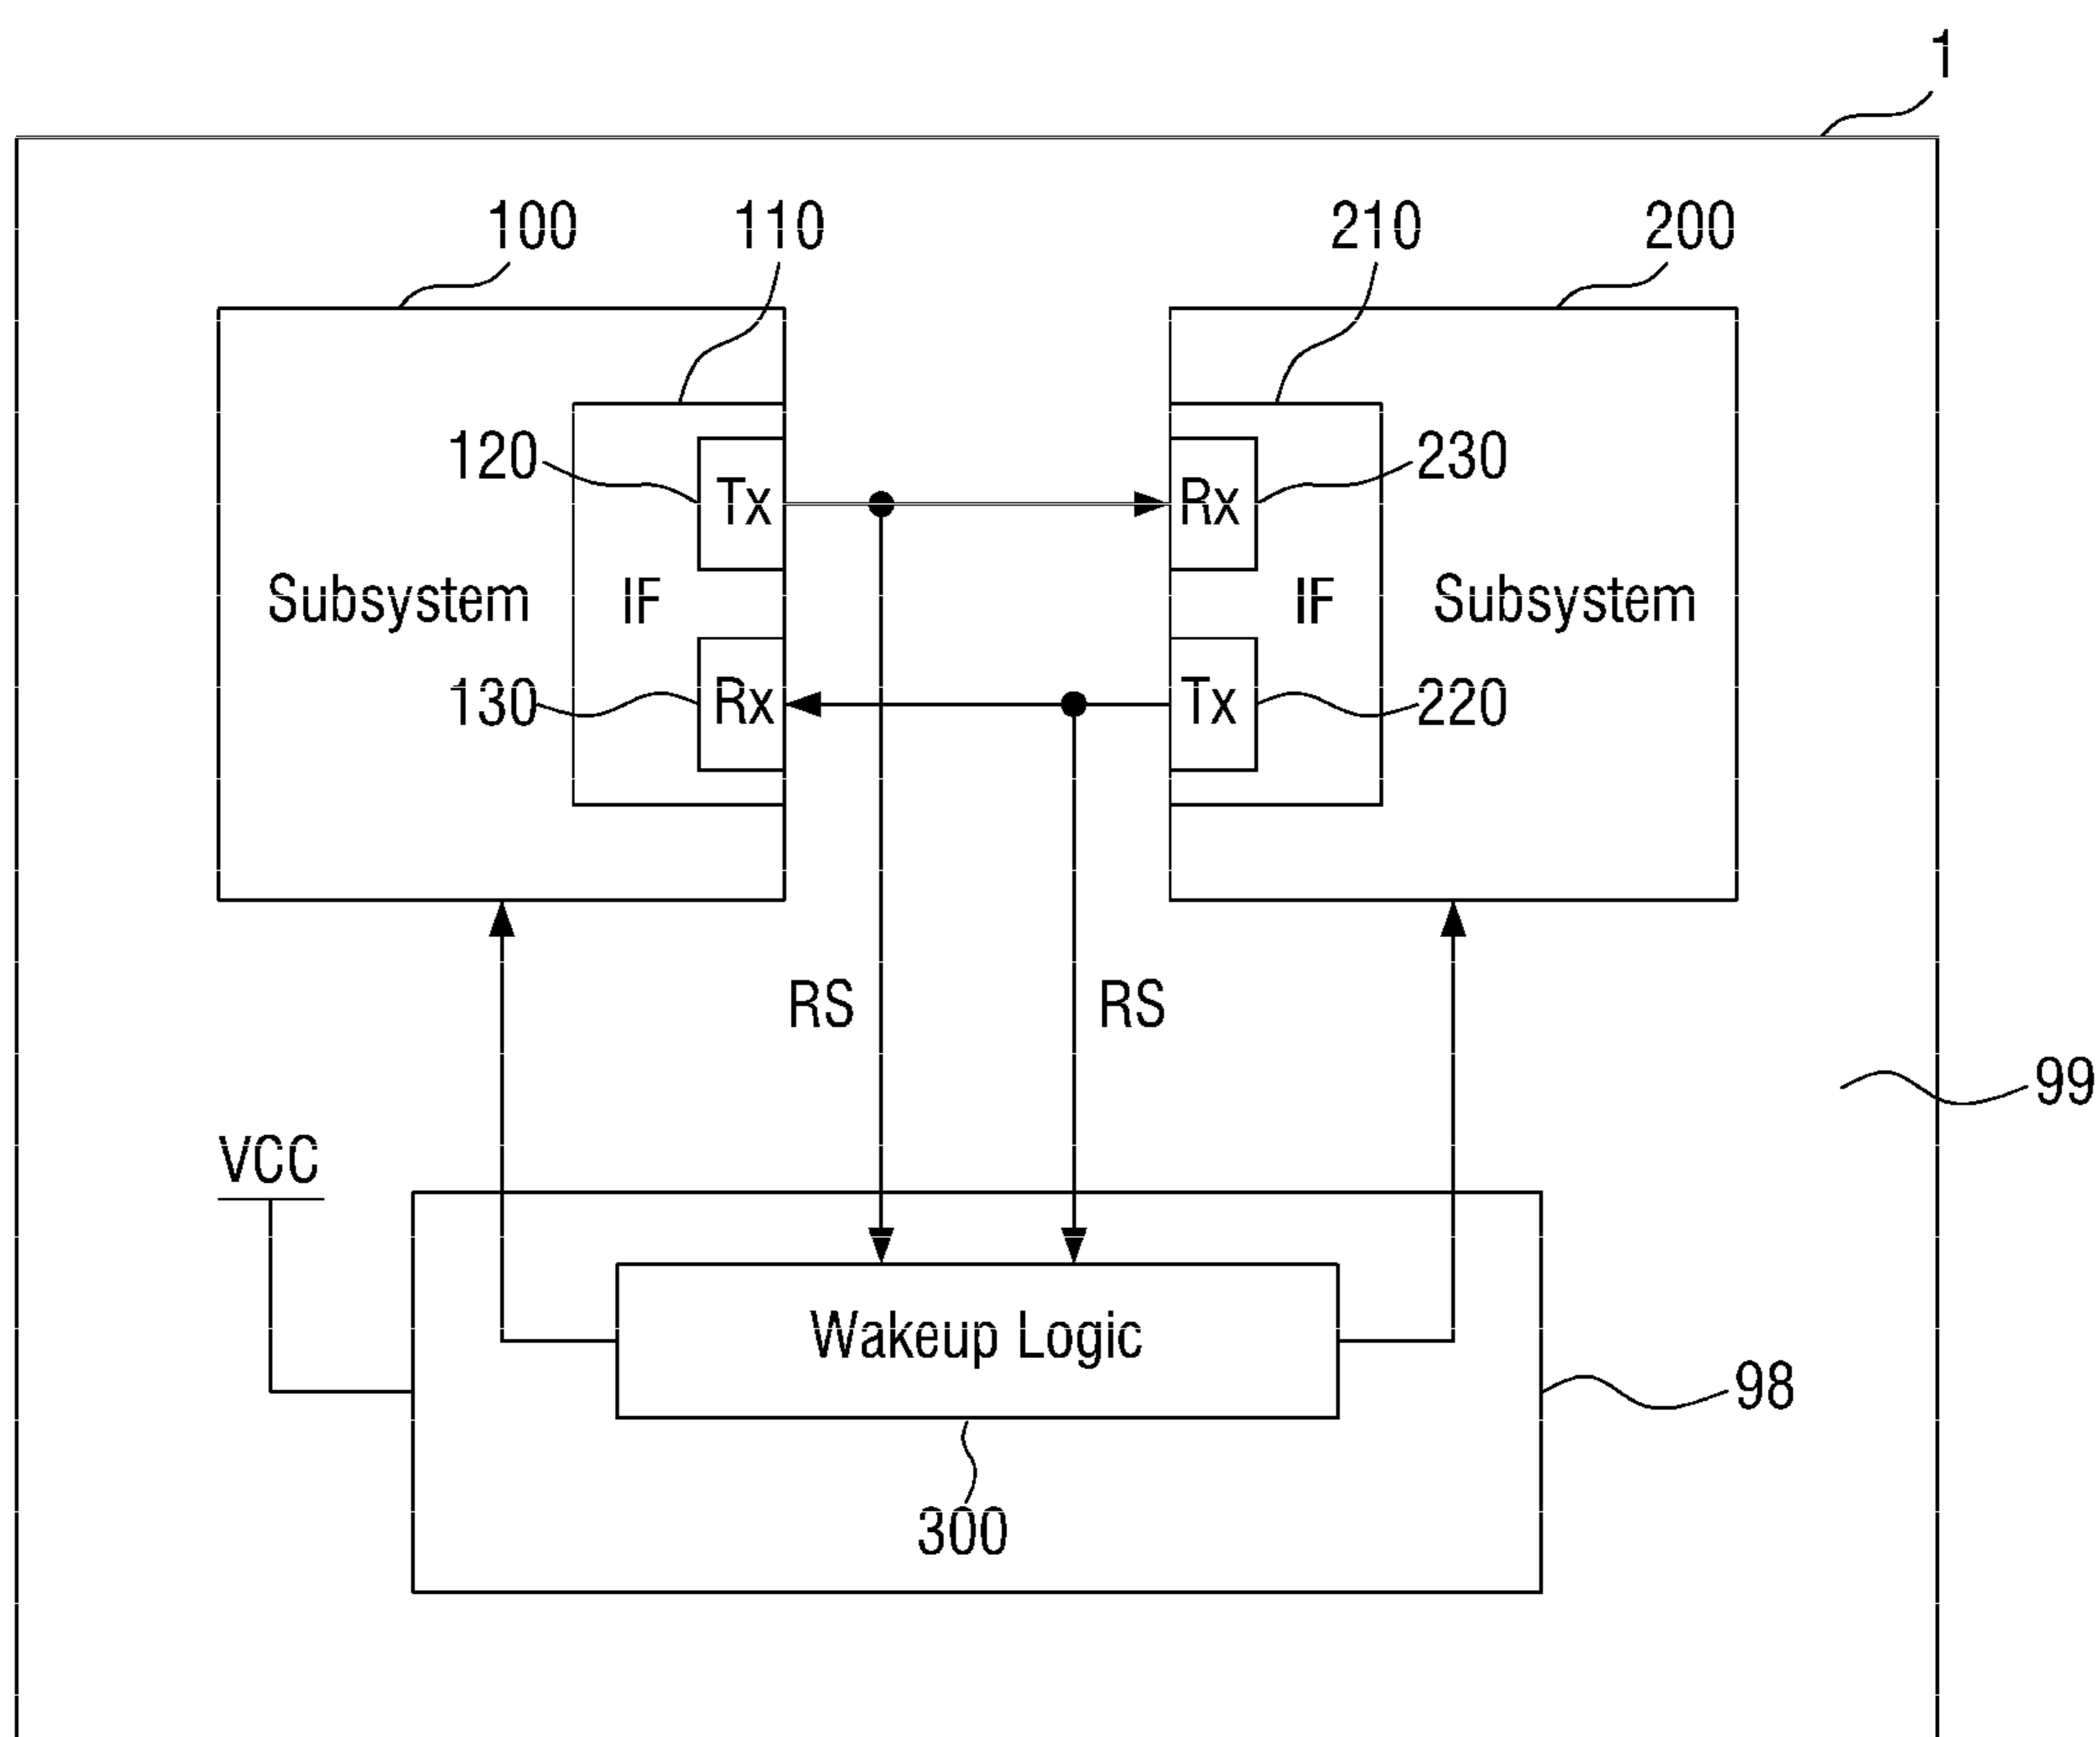 1
100 110 210 200
120 Tx Rx 230
Subsystem IF IF Subsystem
130 Rx Tx 220
RS RS
99
VCC
Wakeup Logic
98
300